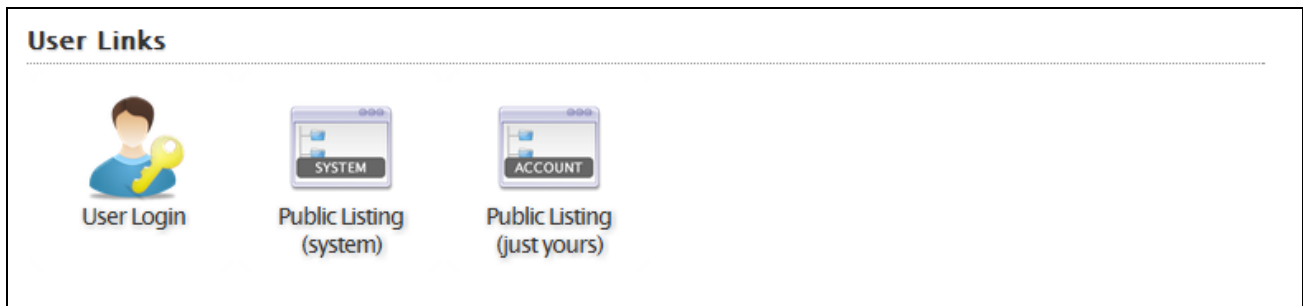 User Links
SYSTEM
ACCOUNT
User Login
Public Listing
(system)
Public Listing
(just yours)